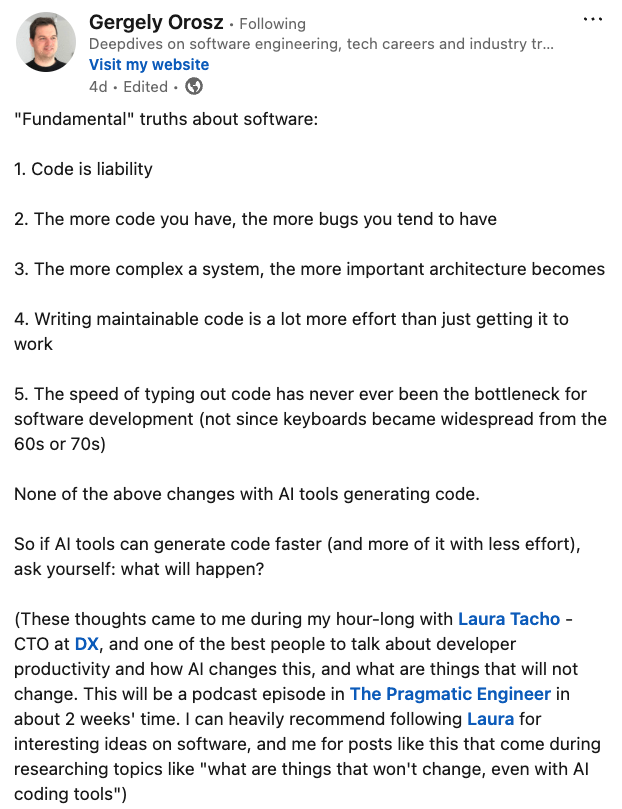 Gergely Orosz • Following
Deepdives on software engineering, tech careers and industry tr...
Visit my website
4d • Edited •
"Fundamental" truths about software:
1. Code is liability
2. The more code you have, the more bugs you tend to have
3. The more complex a system, the more important architecture becomes
4. Writing maintainable code is a lot more effort than just getting it to
work
5. The speed of typing out code has never ever been the bottleneck for
software development (not since keyboards became widespread from the
60s or 70s)
None of the above changes with AI tools generating code.
So if AI tools can generate code faster (and more of it with less effort),
ask yourself: what will happen?
(These thoughts came to me during my hour-long with Laura Tacho -
CTO at DX, and one of the best people to talk about developer
productivity and how AI changes this, and what are things that will not
change. This will be a podcast episode in The Pragmatic Engineer in
about 2 weeks' time. I can heavily recommend following Laura for
interesting ideas on software, and me for posts like this that come during
researching topics like "what are things that won't change, even with AI
coding tools")